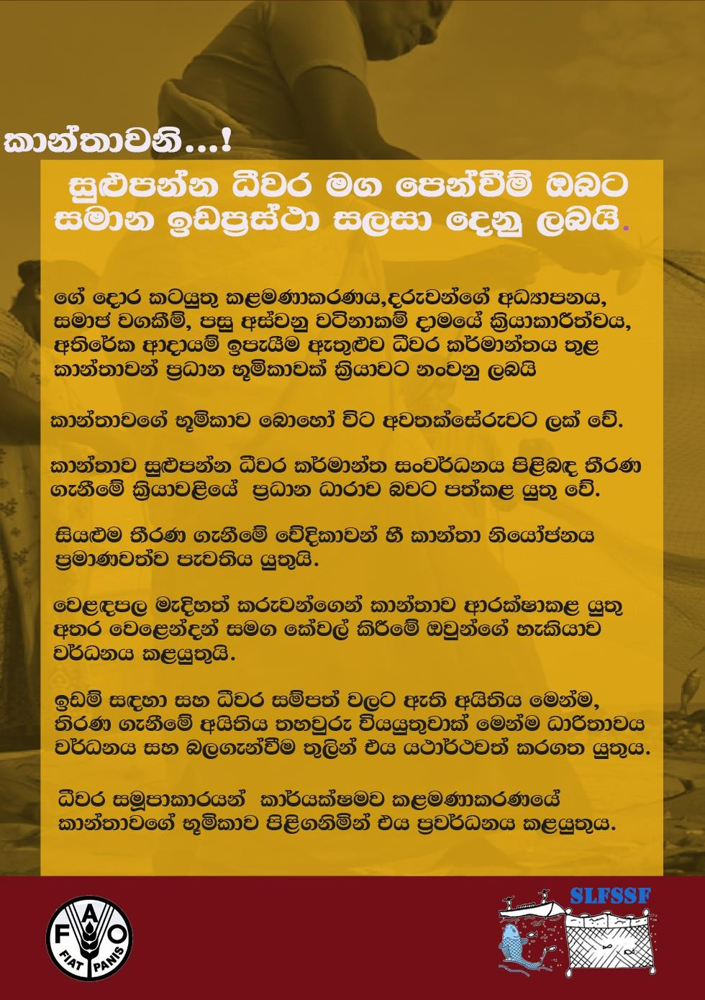 කාන්තාවනි...!
සුළුපන්න ධීවර මග පෙන්වීම් ඔබට
සමාන ඉඩප්‍රස්ථා සලසා දෙනු ලබයි.
ගේ දොර කටයුතු කළමණාකරණය,දරුවන්ගේ අධ්‍යාපනය,
සමාජ වගකීම්, පසු අස්වනු වටිනාකම් දාමයේ ක්‍රියාකාරීත්වය,
අතිරේක ආදායම් ඉපැයීම ඇතුළුව ධීවර කර්මාන්තය තුළ
කාන්තාවන් ප්‍රධාන භූමිකාවක් ක්‍රියාවට නංවනු ලබයි
කාන්තාවගේ භූමිකාව බොහෝ විට අවතක්සේරුවට ලක් වේ.
කාන්තාව සුළුපන්න ධීවර කර්මාන්ත සංවර්ධනය පිළිබඳ තීරණ
ගැනීමේ ක්‍රියාවළියේ ප්‍රධාන ධාරාව බවට පත්කළ යුතු වේ.
සියළුම තීරණ ගැනීමේ වේදිකාවන් හී කාන්තා නියෝජනය
ප්‍රමාණවත්ව පැවතිය යුතුයි.
වෙළඳපල මැදිහත් කරුවන්ගෙන් කාන්තාව ආරක්ෂාකළ යුතු
අතර වෙළෙන්දන් සමග කේවල් කිරීමේ ඔවුන්ගේ හැකියාව
වර්ධනය කළයුතුයි.
ඉඩම් සඳහා සහ ධීවර සම්පත් වලට ඇති අයිතිය මෙන්ම,
තිරණ ගැනීමේ අයිතිය තහවුරු වියයුතුවාක් මෙන්ම ධාරිතාවය
වර්ධනය සහ බලගැන්වීම තුලින් එය යථාර්ථවත් කරගත යුතුය.
ධීවර සමූපාකාරයන් කාර්යක්ෂමව කළමණාකරණයේ
කාන්තාවගේ භූමිකාව පිළිගනිමින් එය ප්‍රවර්ධනය කළයුතුය.
FAO
FIAT PANIS
SLFSSF